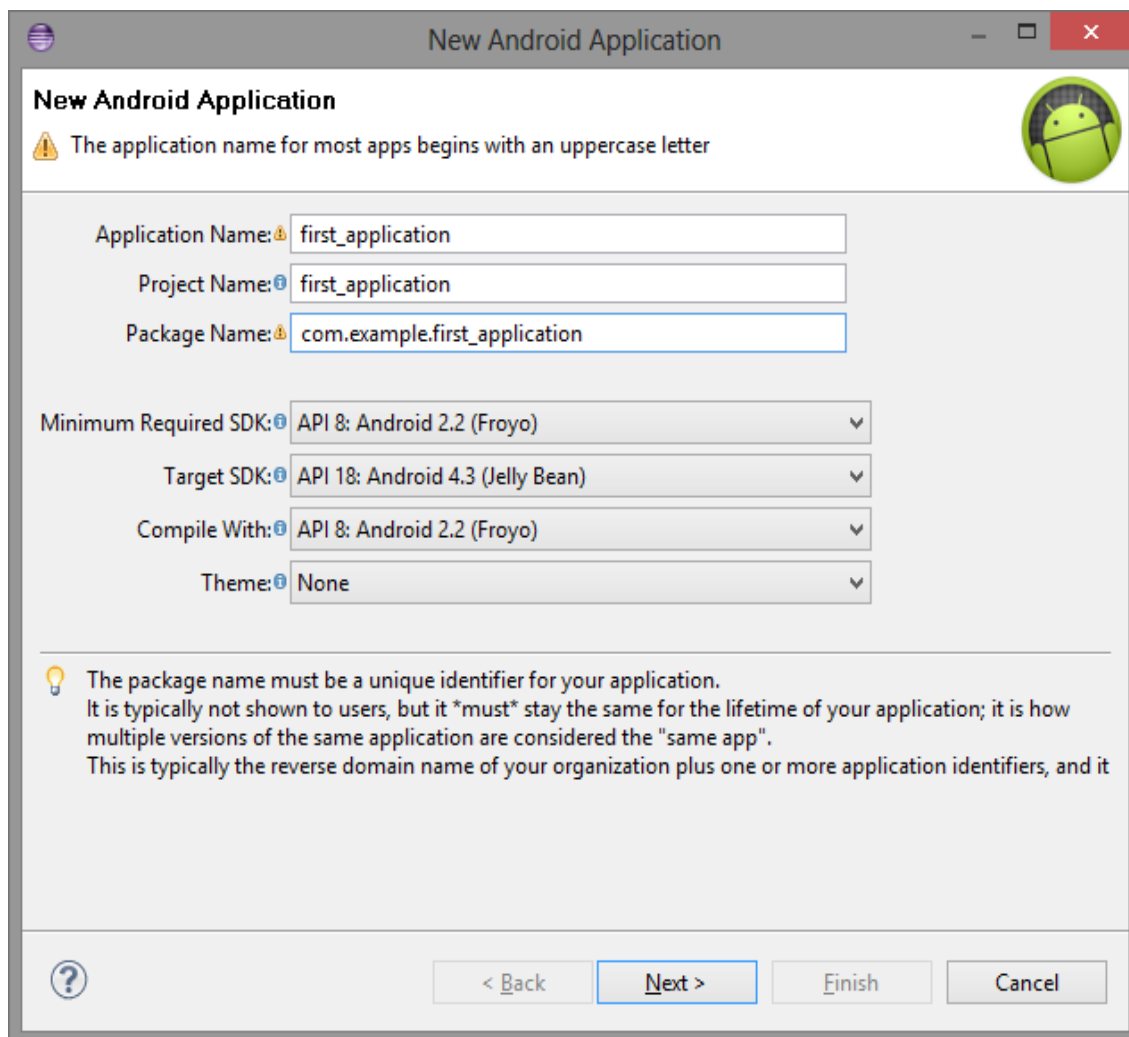 New Android Application
New Android Application
The application name for most apps begins with an uppercase letter
Application Name: first_application
Project Name: first_application
Package Name: com.example.first_application
Minimum Required SDK: API 8: Android 2.2 (Froyo)
Target SDK: API 18: Android 4.3 (Jelly Bean)
Compile With: API 8: Android 2.2 (Froyo)
Theme: None
The package name must be a unique identifier for your application.
It is typically not shown to users, but it *must* stay the same for the lifetime of your application; it is how
multiple versions of the same application are considered the "same app".
This is typically the reverse domain name of your organization plus one or more application identifiers, and it
< Back Next > Finish Cancel